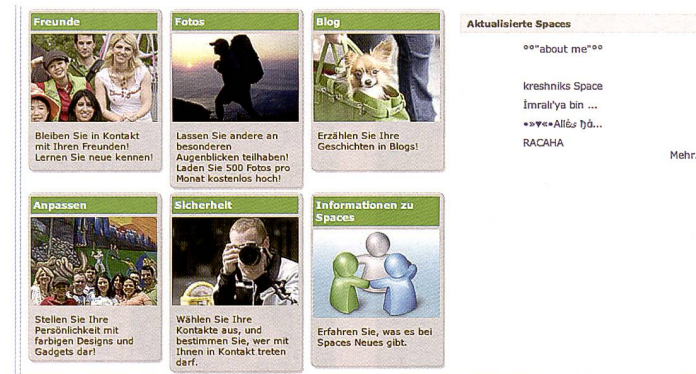 Freunde
Bleiben Sie in Kontakt
mit Ihren Freunden!
Lernen Sie neue kennen!
Fotos
Lassen Sie andere an
besonderen
Augenblicken teilhaben!
Laden Sie 500 Fotos pro
Monat kostenlos hoch!
Blog
Erzählen Sie Ihre
Geschichten in Blogs!
Anpassen
Stellen Sie Ihre
Persönlichkeit mit
farbigen Designs und
Gadgets dar!
Sicherheit
Wählen Sie Ihre
Kontakte aus, und
bestimmen Sie, wer mit
Ihnen in Kontakt treten
darf.
Informationen zu
Spaces
Erfahren Sie, was es bei
Spaces Neues gibt.
Aktualisierte Spaces
°°"about me"°°
kreshniks Space
İmralı'ya bin ...
RACAHA
Mehr.